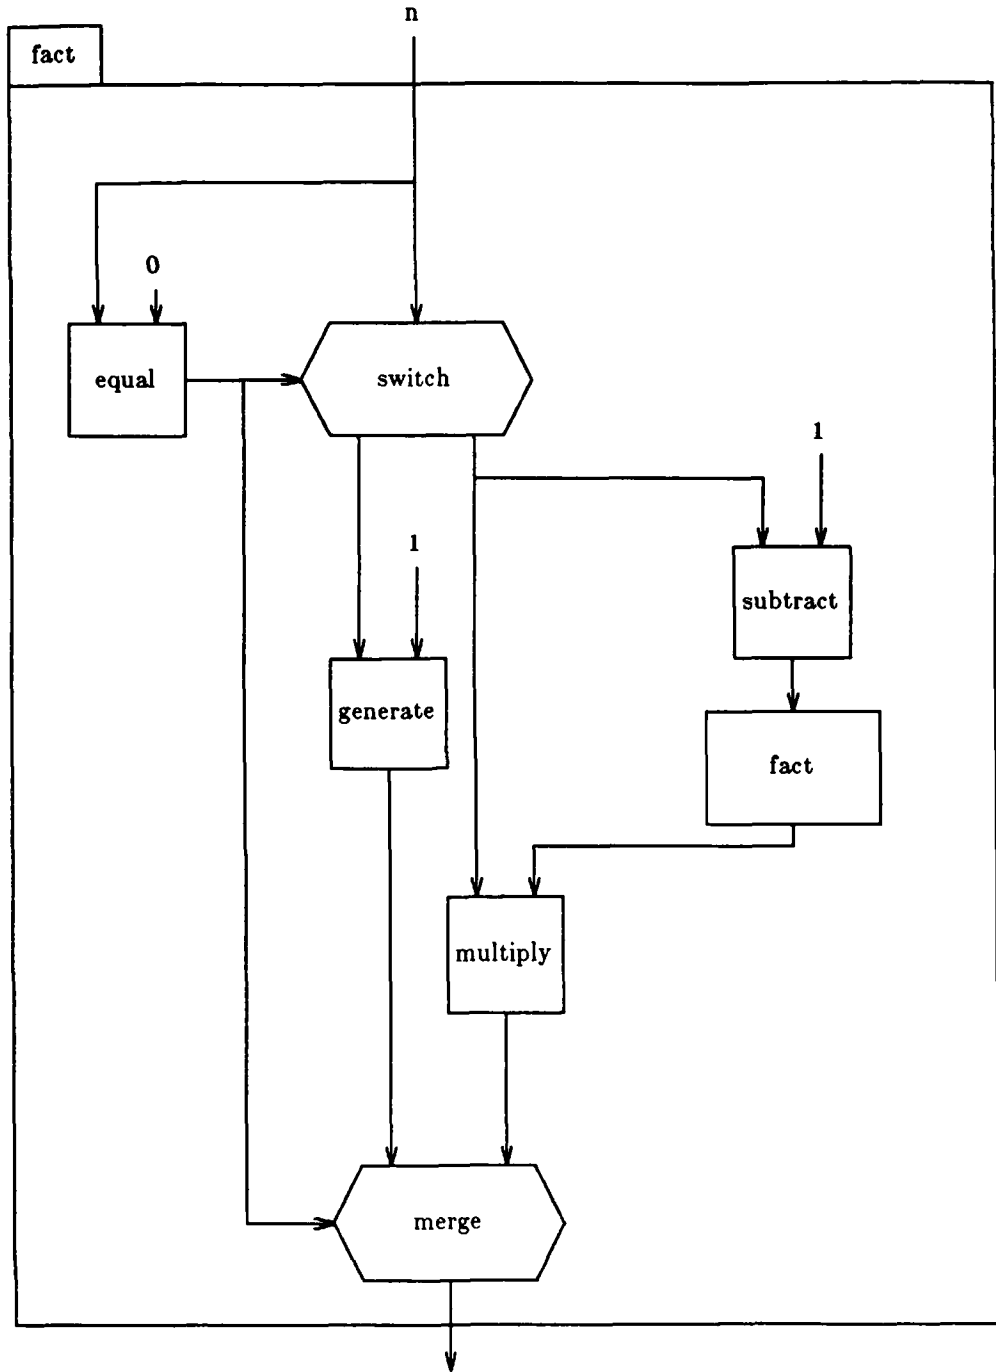 n
fact
0
equal
switch
1
1
subtract
generate
fact
multiply
merge